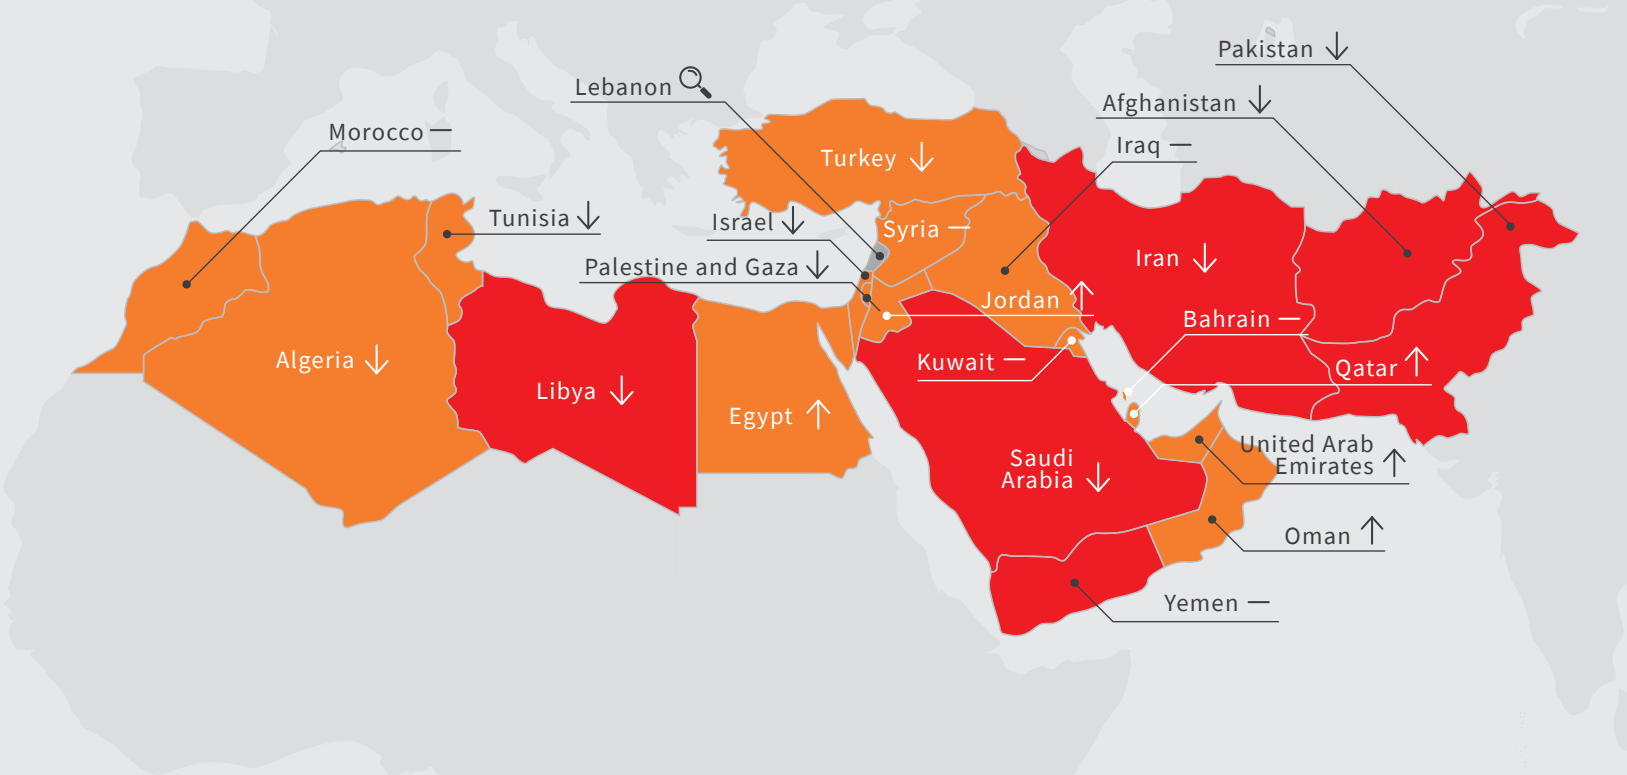 Pakistan
Lebanon
Afghanistan
Morocco
Iraq
Turkey
Tunisia
Israel
Syria
Palestine and Gaza
Iran
Jordan
Bahrain
Algeria
Kuwait
Qatar
Libya
Egypt
United Arab
Emirates
Saudi
Arabia
Oman
Yemen